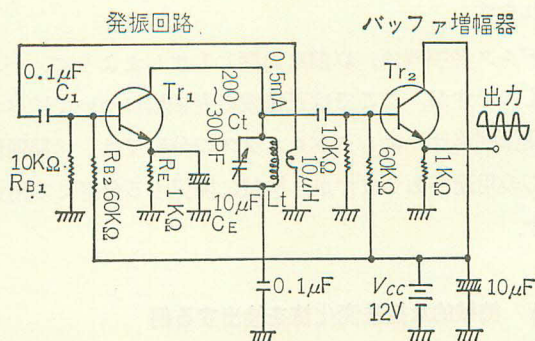 発振回路
バッファ増幅器
0.1μF
C1
Tr1
200
~300PF
Ct
0.5mA
Tr2
出力
10KΩ
RB1
RB2 60KΩ
RE 1KΩ
10μF
CE
Lt
10μH
10KΩ
60KΩ
1KΩ
0.1μF
VCC
12V
10μF